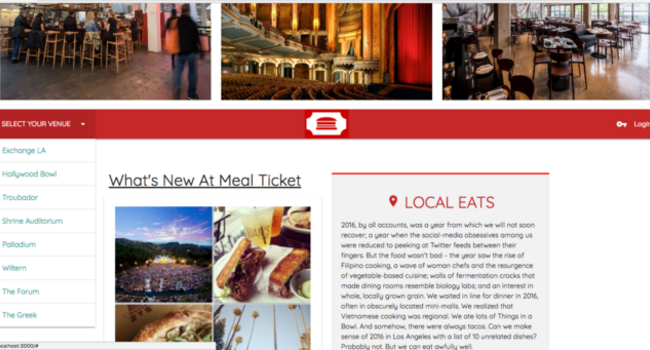 SELECT YOUR VENUE
Login
Exchange LA
Hollywood Bowl
Troubador
Shrine Auditorium
Palladium
Wiltern
The Forum
The Greek
What's New At Meal Ticket
LOCAL EATS
2016, by all accounts, was a year from which we will not soon
recover; a year when the social-media obsessives among us
were reduced to peeking at Twitter feeds between their
fingers. But the food wasn't bad - the year saw the rise of
Filipino cooking, a wave of woman chefs and the resurgence
of vegetable-based cuisine; walls of fermentation crocks that
made dining rooms resemble biology labs; and an interest in
whole, locally grown grain. We waited in line for dinner in 2016,
often in obscurely located mini-malls. We realized that
Vietnamese cooking was regional. We ate lots of Things in a
Bowl. And somehow, there were always tacos. Can we make
sense of 2016 in Los Angeles with a list of 10 unrelated dishes?
Probably not. But we can eat awfully well.
ocalhost:3000/#